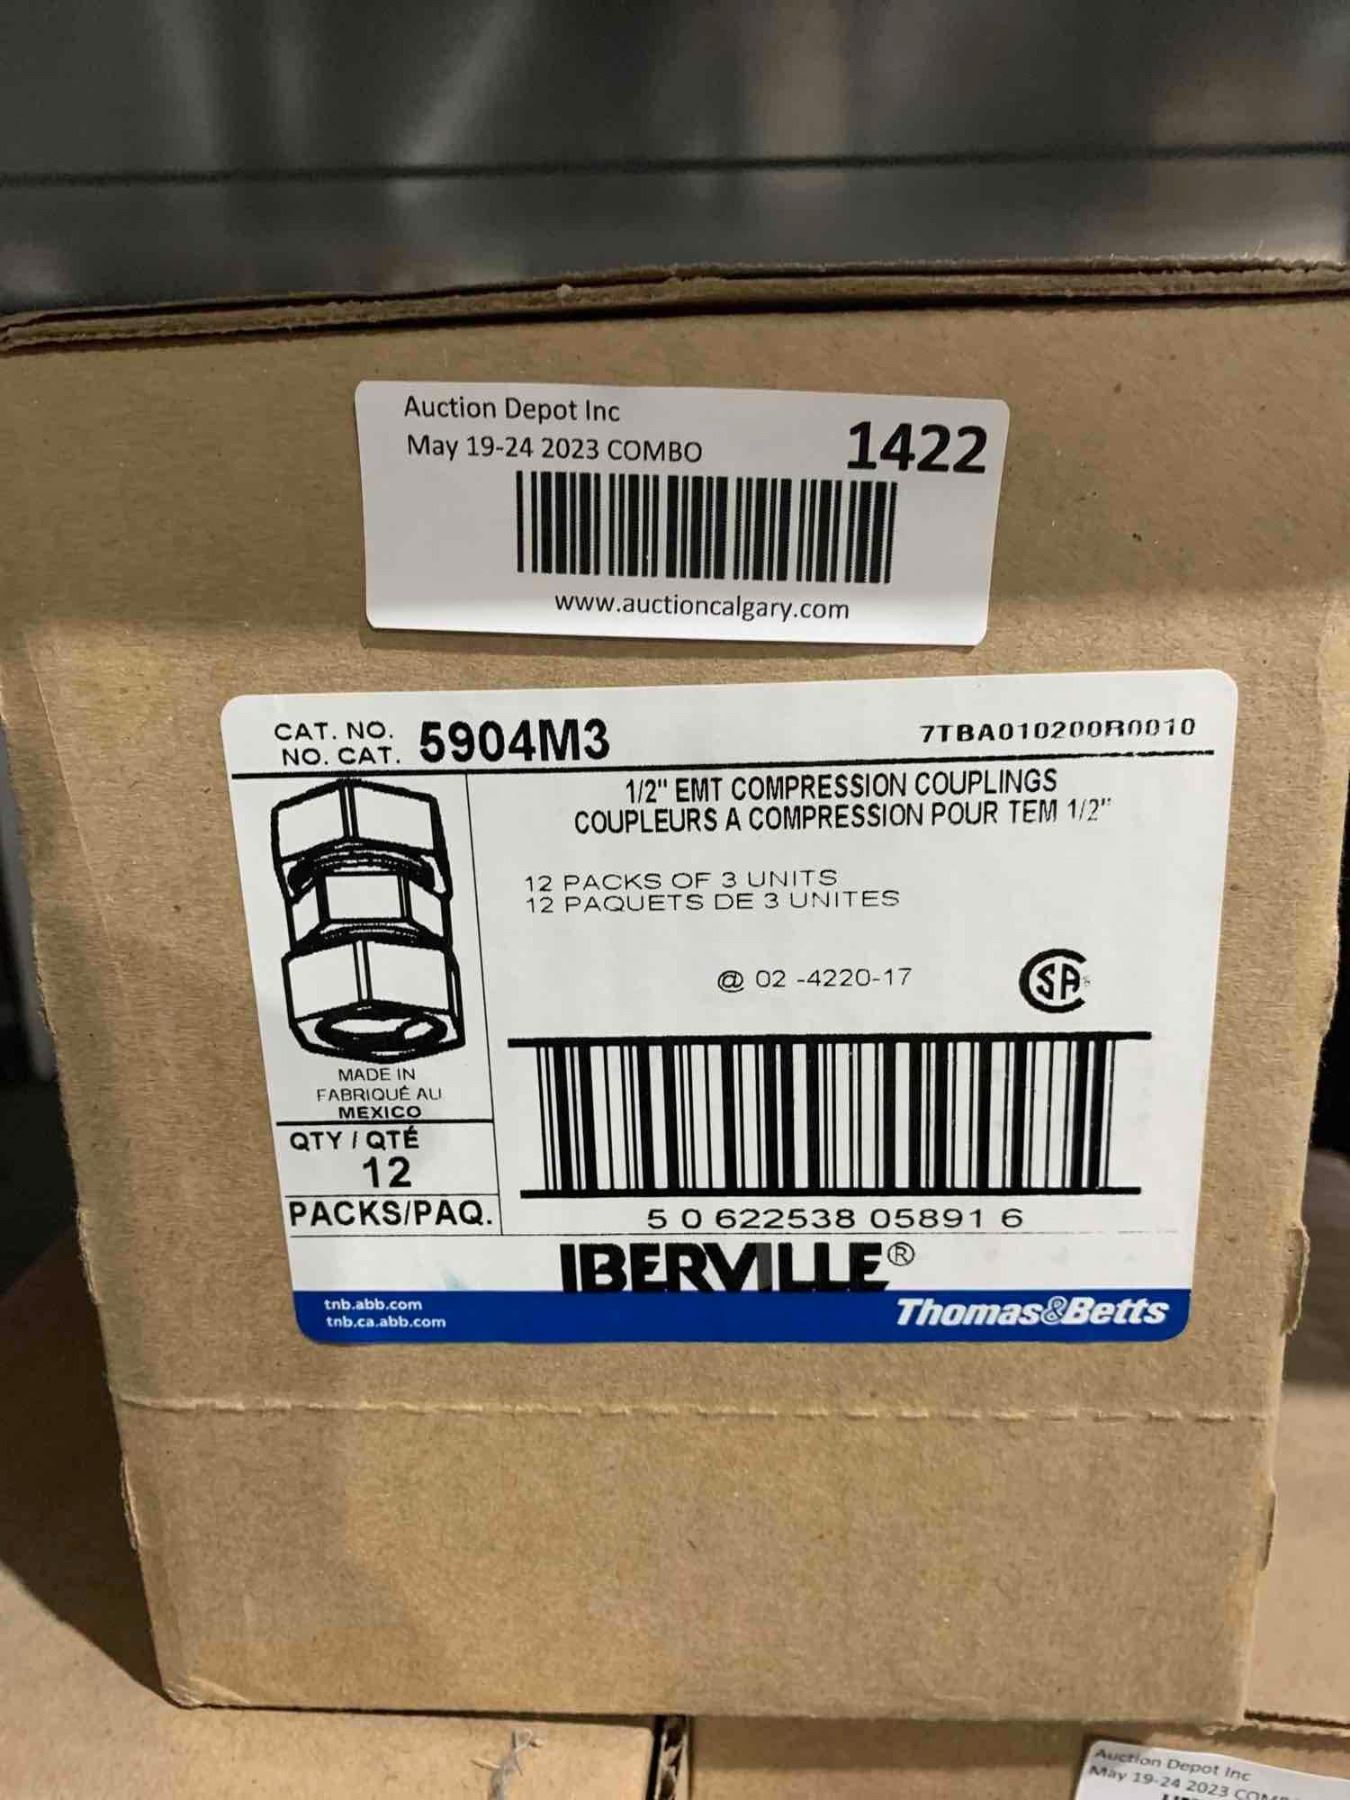 Auction Depot Inc
May 19-24 2023 COMBO
1422
www.auctioncalgary.com
CAT. NO.
NO. CAT.
5904M3
7TBA010200R0010
1/2" EMT COMPRESSION COUPLINGS
COUPLEURS A COMPRESSION POUR TEM 1/2"
12 PACKS OF 3 UNITS
12 PAQUETS DE 3 UNITES
@ 02 -4220-17
SA
MADE IN
FABRIQUÉ AU
MEXICO
QTY / QTÉ
12
PACKS/PAQ.
5 0 622538 05891 6
IBERVILLE®
tnb.abb.com
tnb.ca.abb.com
Thomas&Betts
Auction Depot Inc
May 19-24 2023